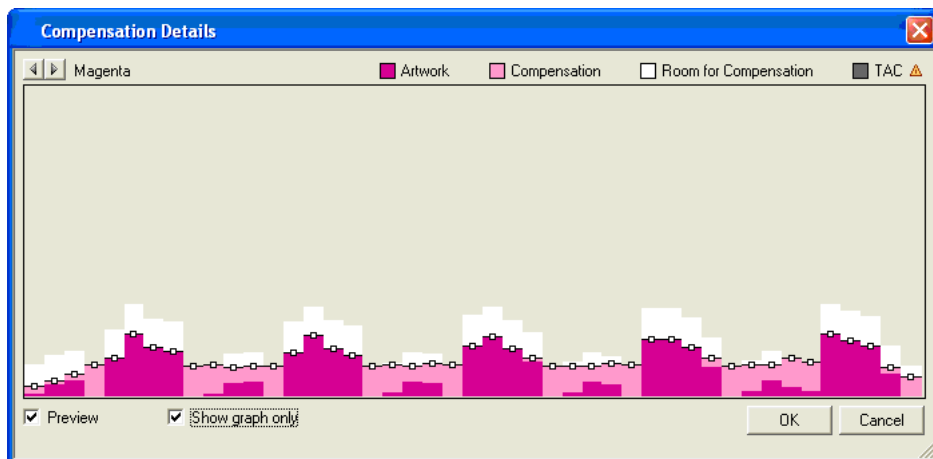 Compensation Details
Magenta Artwork Compensation Room for Compensation TAC
Preview Show graph only OK Cancel